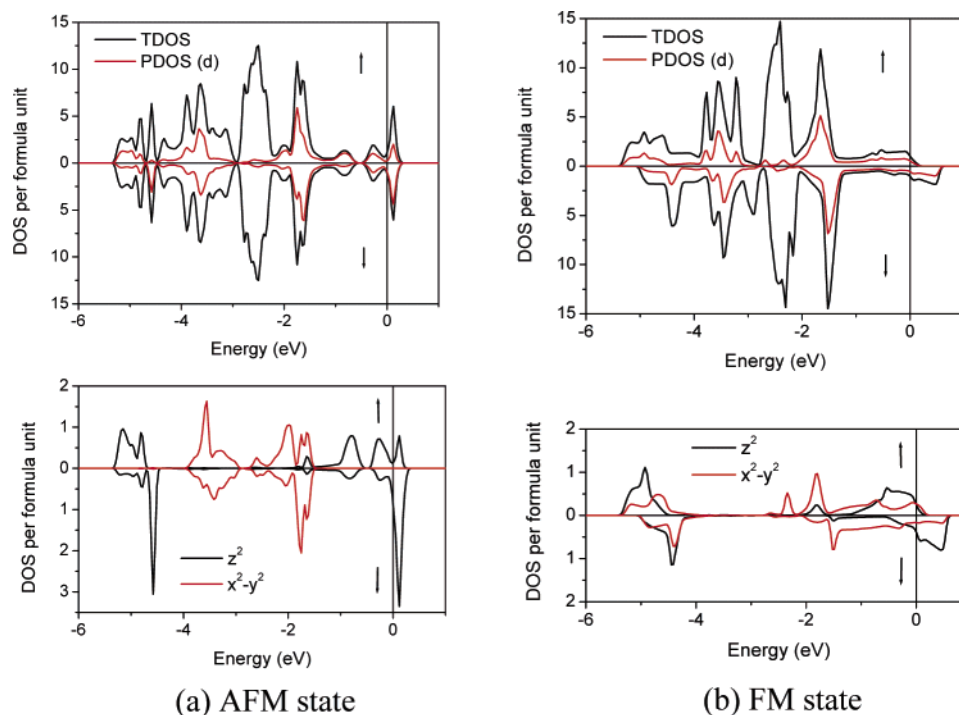 15
10
5
0
5
10
15
DOS per formula unit
TDOS
PDOS (d)
-6
-4
-2
0
Energy (eV)
15
10
5
0
5
10
15
DOS per formula unit
TDOS
PDOS (d)
-6
-4
-2
0
Energy (eV)
2
1
0
1
2
3
DOS per formula unit
z²
x²-y²
-6
-4
-2
0
Energy (eV)
(a) AFM state
2
1
0
1
2
DOS per formula unit
z²
x²-y²
-6
-4
-2
0
Energy (eV)
(b) FM state